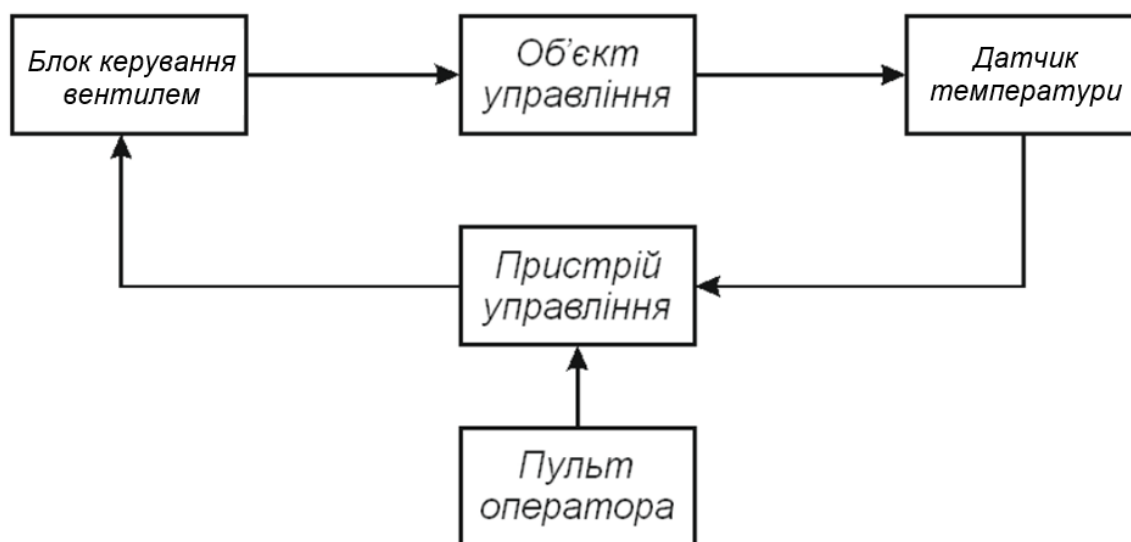 Блок керування
вентилем
Об’єкт
управління
Датчик
температури
Пристрій
управління
Пульт
оператора